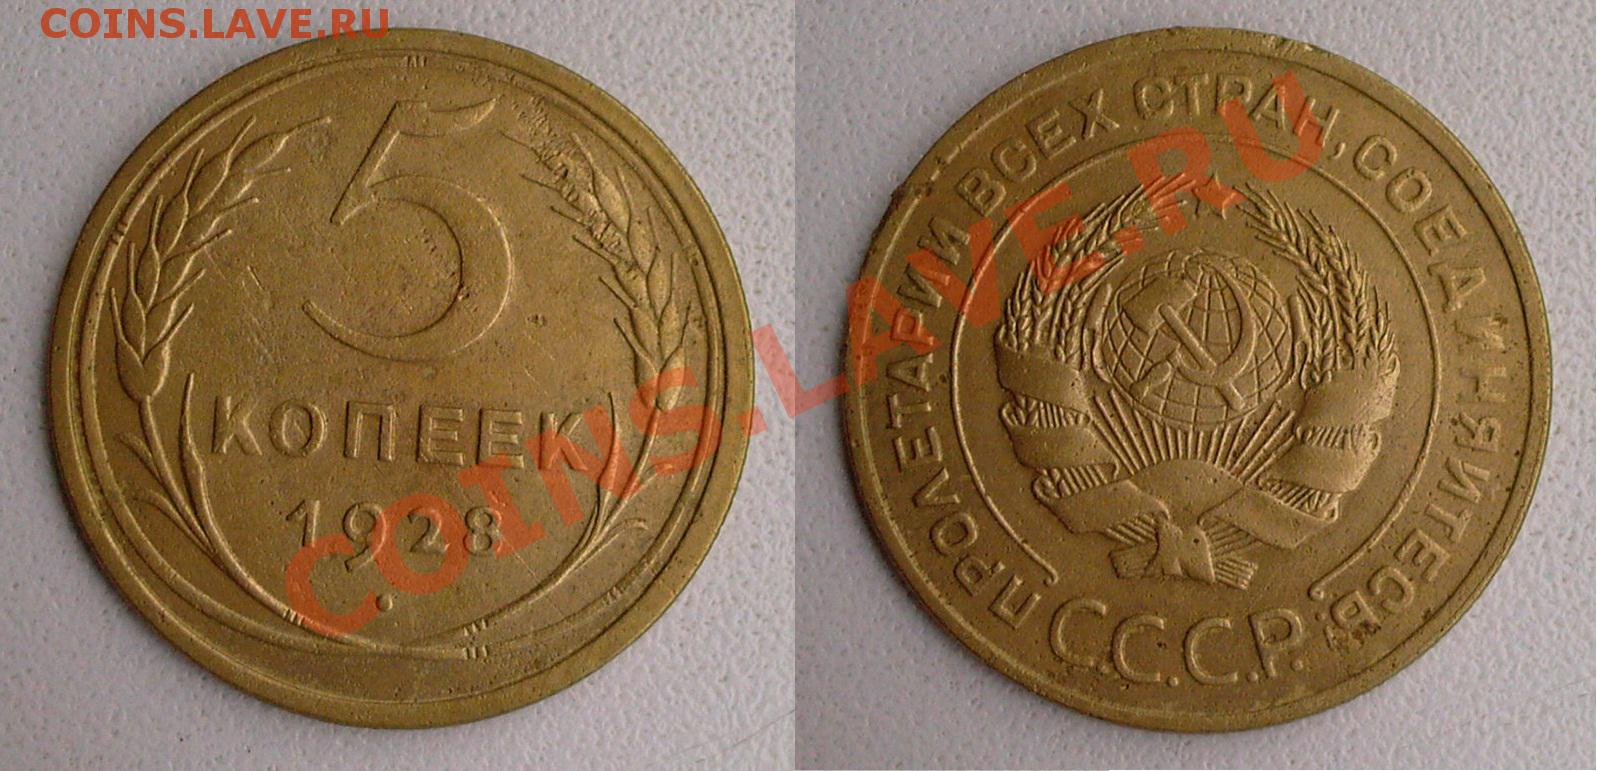 COINS.LAVE.RU
5
КОПЕЕК
1928
ПРОЛЕТАРИИ ВСЕХ СТРАН, СОЕДИНЯЙТЕСЬ!
С.С.С.Р.
COINS.LAVE.RU